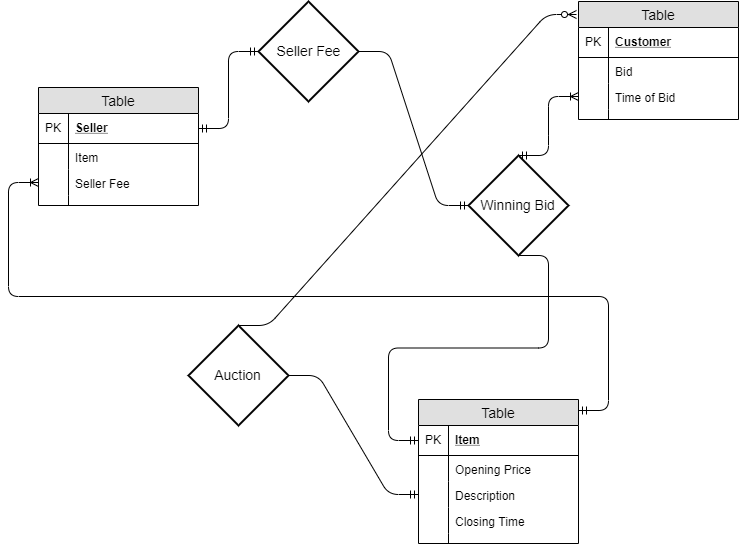 Seller Fee
Table
PK Customer
Bid
Time of Bid
Table
PK Seller
Item
Seller Fee
Winning Bid
Auction
Table
PK Item
Opening Price
Description
Closing Time